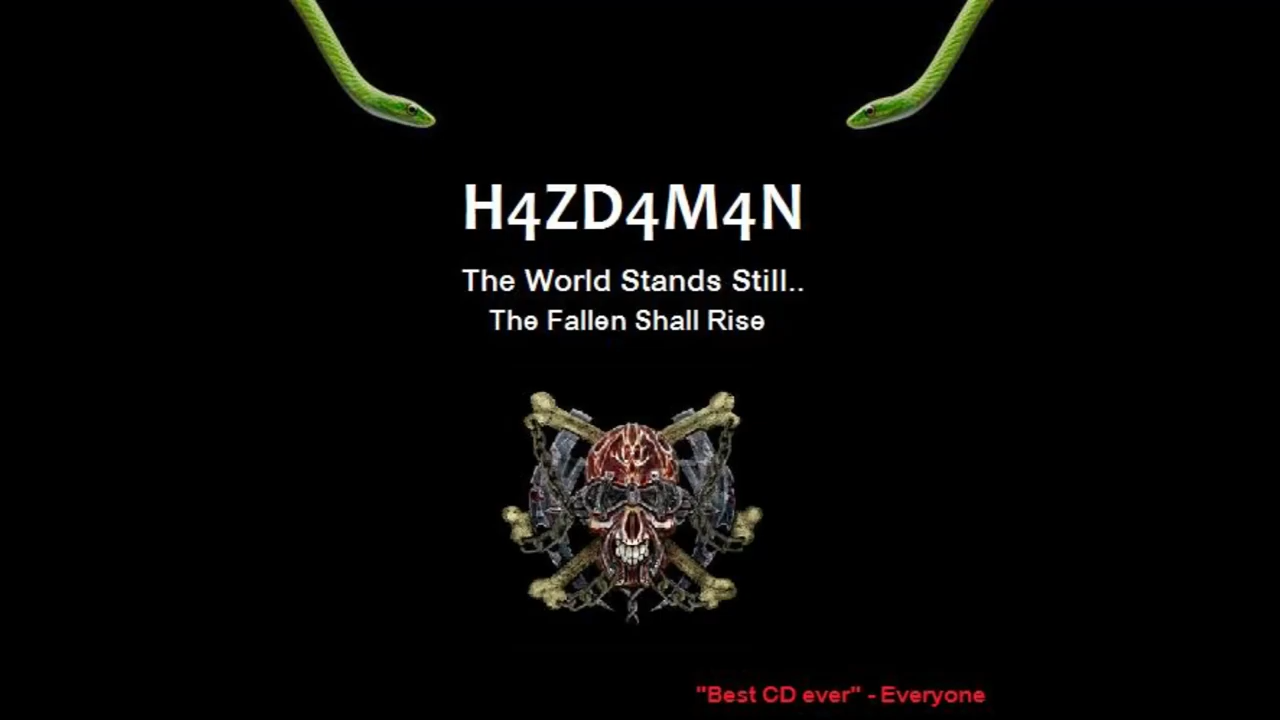 H4ZD4M4N
The World Stands Still..
The Fallen Shall Rise
"Best CD ever" - Everyone